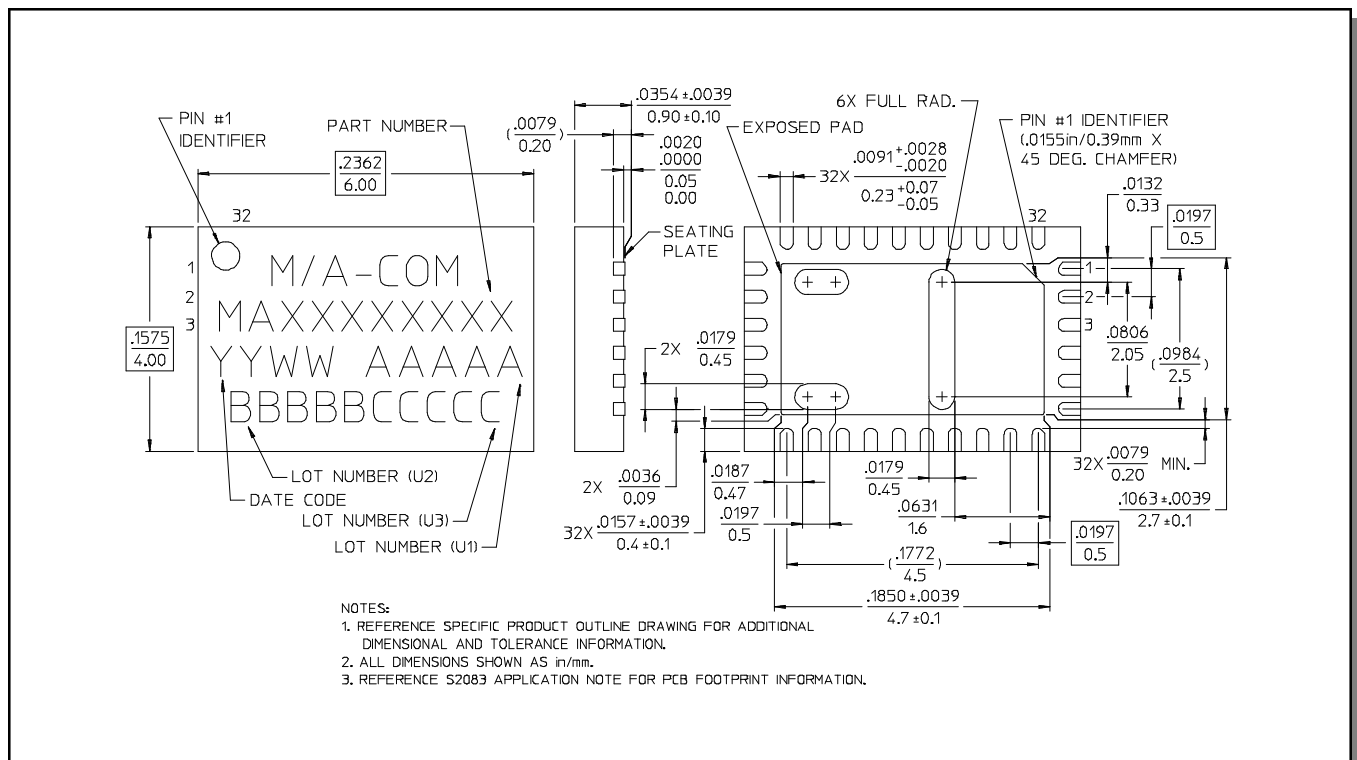 PIN #1
IDENTIFIER
PART NUMBER
.2362
6.00
32
1
2
3
.1575
4.00
M/A-COM
MAXXXXXXXXX
YYWW AAAAA
BBBBBCCCCC
LOT NUMBER (U2)
DATE CODE
LOT NUMBER (U3)
LOT NUMBER (U1)
.0354 ±.0039
0.90 ±0.10
(.0079)
0.20
.0020
.0000
0.05
0.00
SEATING
PLATE
EXPOSED PAD
6X FULL RAD.
32X .0091 +.0028 -.0020
0.23 +0.07 -0.05
PIN #1 IDENTIFIER
(.0155in/0.39mm X
45 DEG. CHAMFER)
.0132
0.33
.0197
0.5
32
1
2
3
2X .0179
0.45
.0806
2.05
(.0984)
2.5
2X .0036
0.09
.0187
0.47
.0179
0.45
32X .0079 MIN.
0.20
32X .0157 ±.0039
0.4 ±0.1
.0197
0.5
.0631
1.6
.1063 ±.0039
2.7 ±0.1
.0197
0.5
(.1772)
4.5
.1850 ±.0039
4.7 ±0.1
NOTES:
1. REFERENCE SPECIFIC PRODUCT OUTLINE DRAWING FOR ADDITIONAL
DIMENSIONAL AND TOLERANCE INFORMATION.
2. ALL DIMENSIONS SHOWN AS in/mm.
3. REFERENCE S2083 APPLICATION NOTE FOR PCB FOOTPRINT INFORMATION.